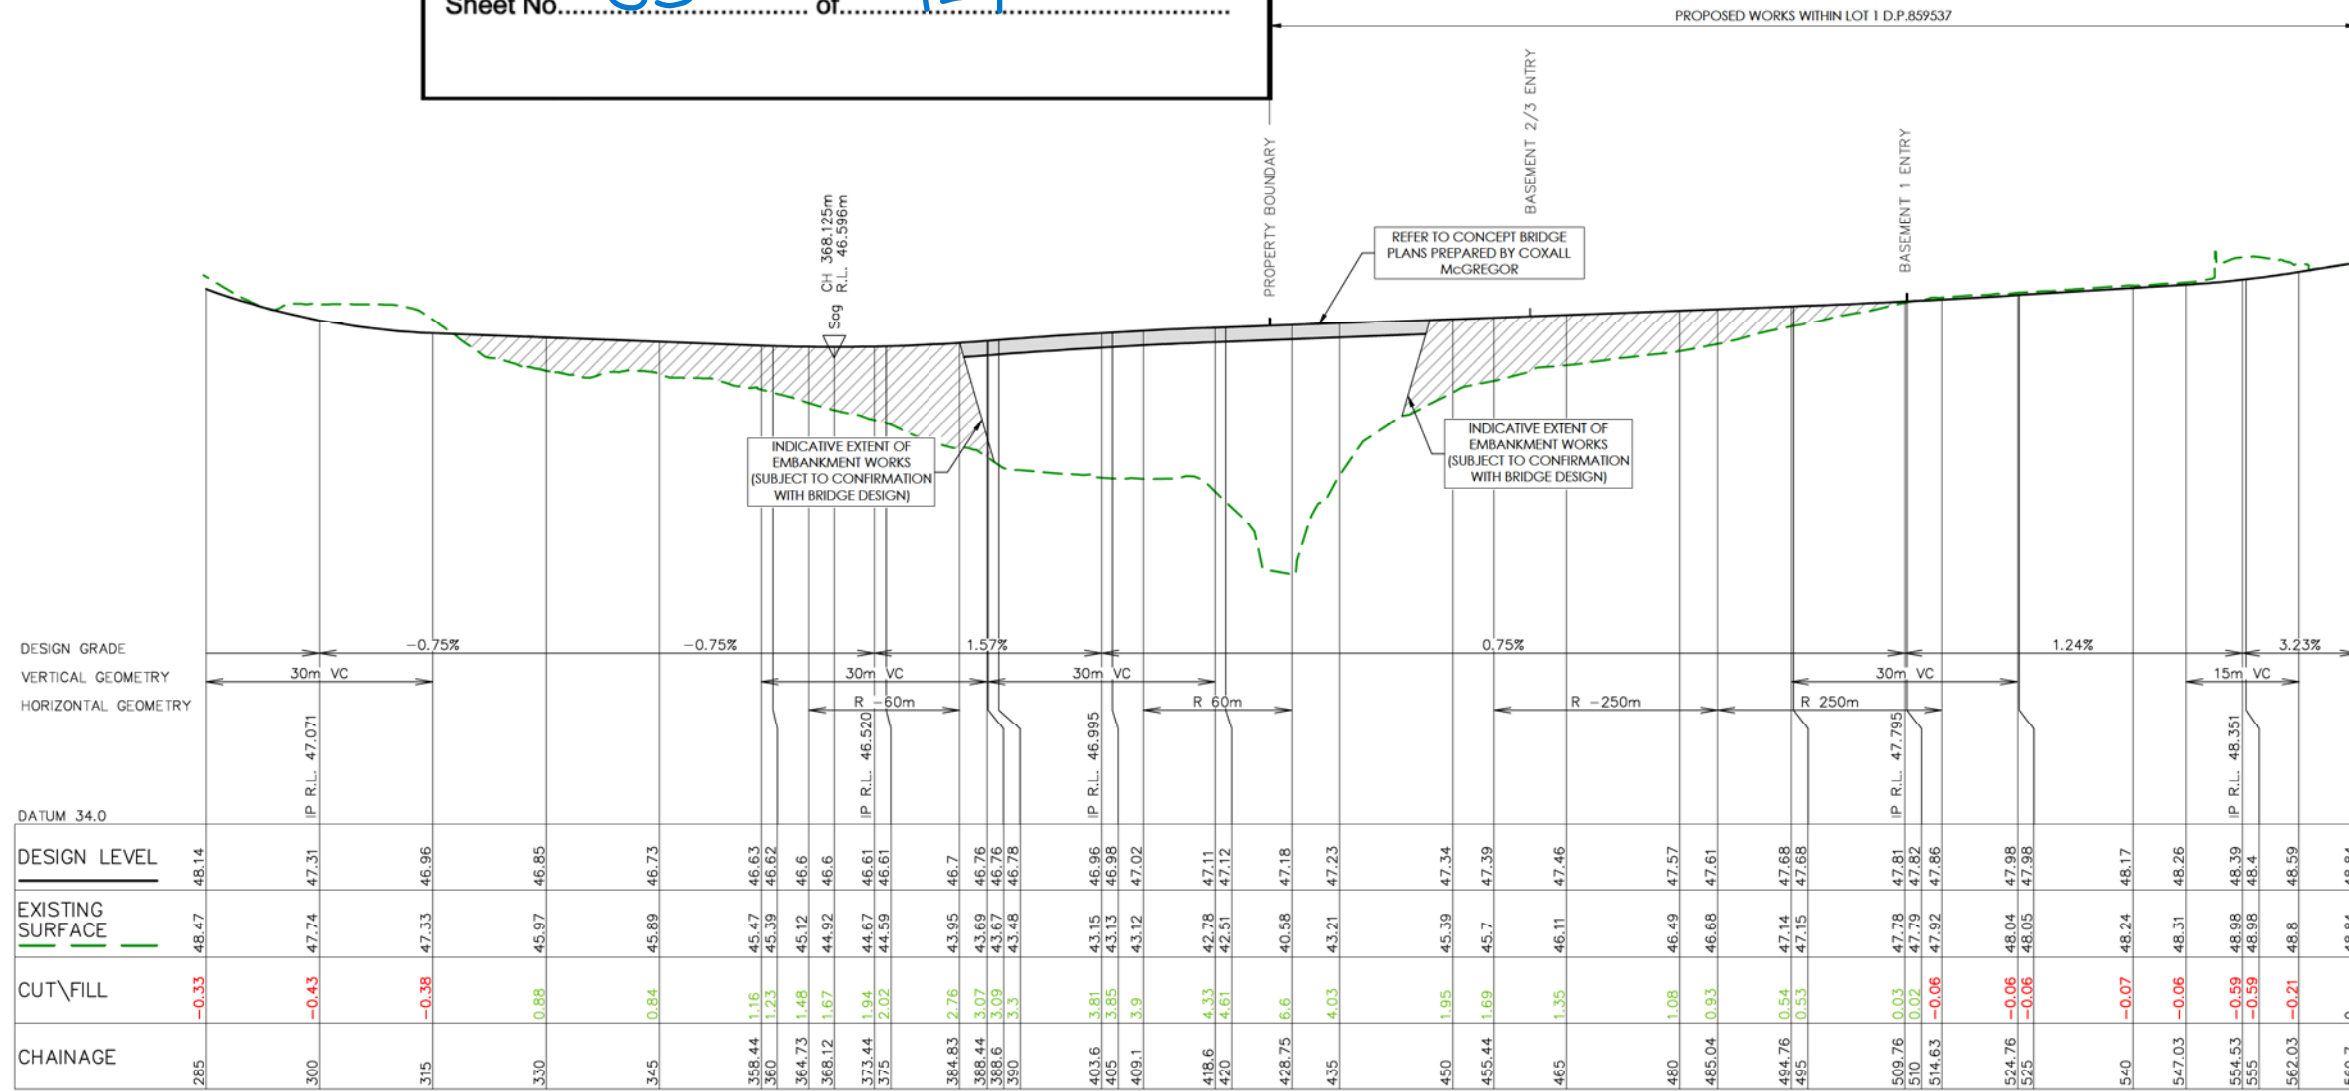 Sheet No.............................. of..................................................
PROPOSED WORKS WITHIN LOT 1 D.P.859537
BASEMENT 2/3 ENTRY
PROPERTY BOUNDARY
BASEMENT 1 ENTRY
Sag CH 368.125m
R.L. 46.596m
REFER TO CONCEPT BRIDGE
PLANS PREPARED BY COXALL
McGREGOR
INDICATIVE EXTENT OF
EMBANKMENT WORKS
(SUBJECT TO CONFIRMATION
WITH BRIDGE DESIGN)
INDICATIVE EXTENT OF
EMBANKMENT WORKS
(SUBJECT TO CONFIRMATION
WITH BRIDGE DESIGN)
DESIGN GRADE -0.75% -0.75% 1.57% 0.75% 1.24% 3.23%
VERTICAL GEOMETRY 30m VC 30m VC 30m VC 30m VC 15m VC
HORIZONTAL GEOMETRY R -60m R 60m R -250m R 250m
IP R.L. 47.071 IP R.L. 46.520 IP R.L. 46.995 IP R.L. 47.795 IP R.L. 48.351
DATUM 34.0
DESIGN LEVEL 48.14 47.31 46.96 46.85 46.73 46.63 46.62 46.6 46.6 46.61 46.61 46.7 46.76 46.76 46.78 46.96 46.98 47.02 47.11 47.12 47.18 47.23 47.34 47.39 47.46 47.57 47.61 47.68 47.68 47.81 47.82 47.86 47.98 47.98 48.17 48.26 48.39 48.4 48.59
EXISTING
SURFACE 48.47 47.74 47.33 45.97 45.89 45.47 45.39 45.12 44.92 44.67 44.59 43.95 43.69 43.67 43.48 43.15 43.13 43.12 42.78 42.51 40.58 43.21 45.39 45.7 46.11 46.49 46.68 47.14 47.15 47.78 47.79 47.92 48.04 48.05 48.24 48.31 48.98 48.98 48.8
CUT\FILL -0.33 -0.43 -0.38 0.88 0.84 1.16 1.23 1.48 1.67 1.94 2.02 2.76 3.07 3.09 3.3 3.81 3.85 3.9 4.33 4.61 6.6 4.03 1.95 1.69 1.35 1.08 0.93 0.54 0.53 0.03 0.02 -0.06 -0.06 -0.06 -0.07 -0.06 -0.59 -0.59 -0.21
CHAINAGE 285 300 315 330 345 358.44 360 364.73 368.12 373.44 375 384.83 388.44 388.6 390 403.6 405 409.1 418.6 420 428.75 435 450 455.44 465 480 485.04 494.76 495 509.76 510 514.63 524.76 525 540 547.03 554.53 555 562.03